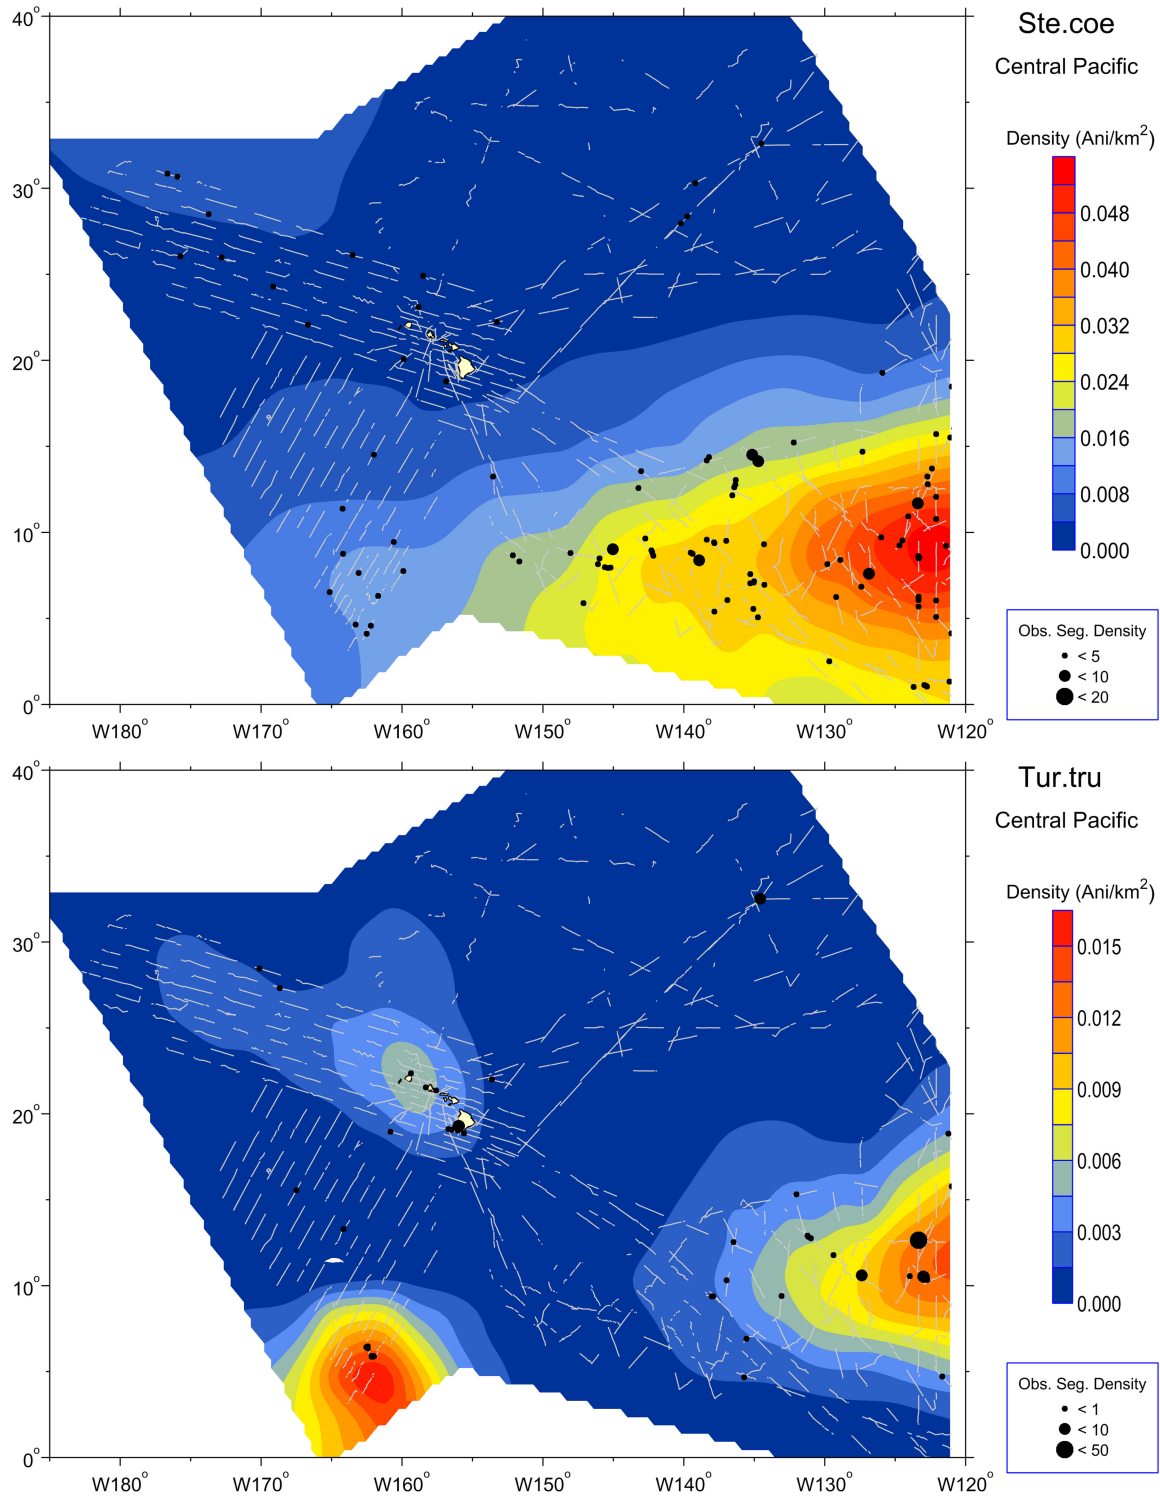 Ste.coe
Central Pacific
Density (Ani/km²)
0.048
0.040
0.032
0.024
0.016
0.008
0.000
Obs. Seg. Density
< 5
< 10
< 20
40°
30°
20°
10°
0°
W180° W170° W160° W150° W140° W130° W120°
Tur.tru
Central Pacific
Density (Ani/km²)
0.015
0.012
0.009
0.006
0.003
0.000
Obs. Seg. Density
< 1
< 10
< 50
40°
30°
20°
10°
0°
W180° W170° W160° W150° W140° W130° W120°